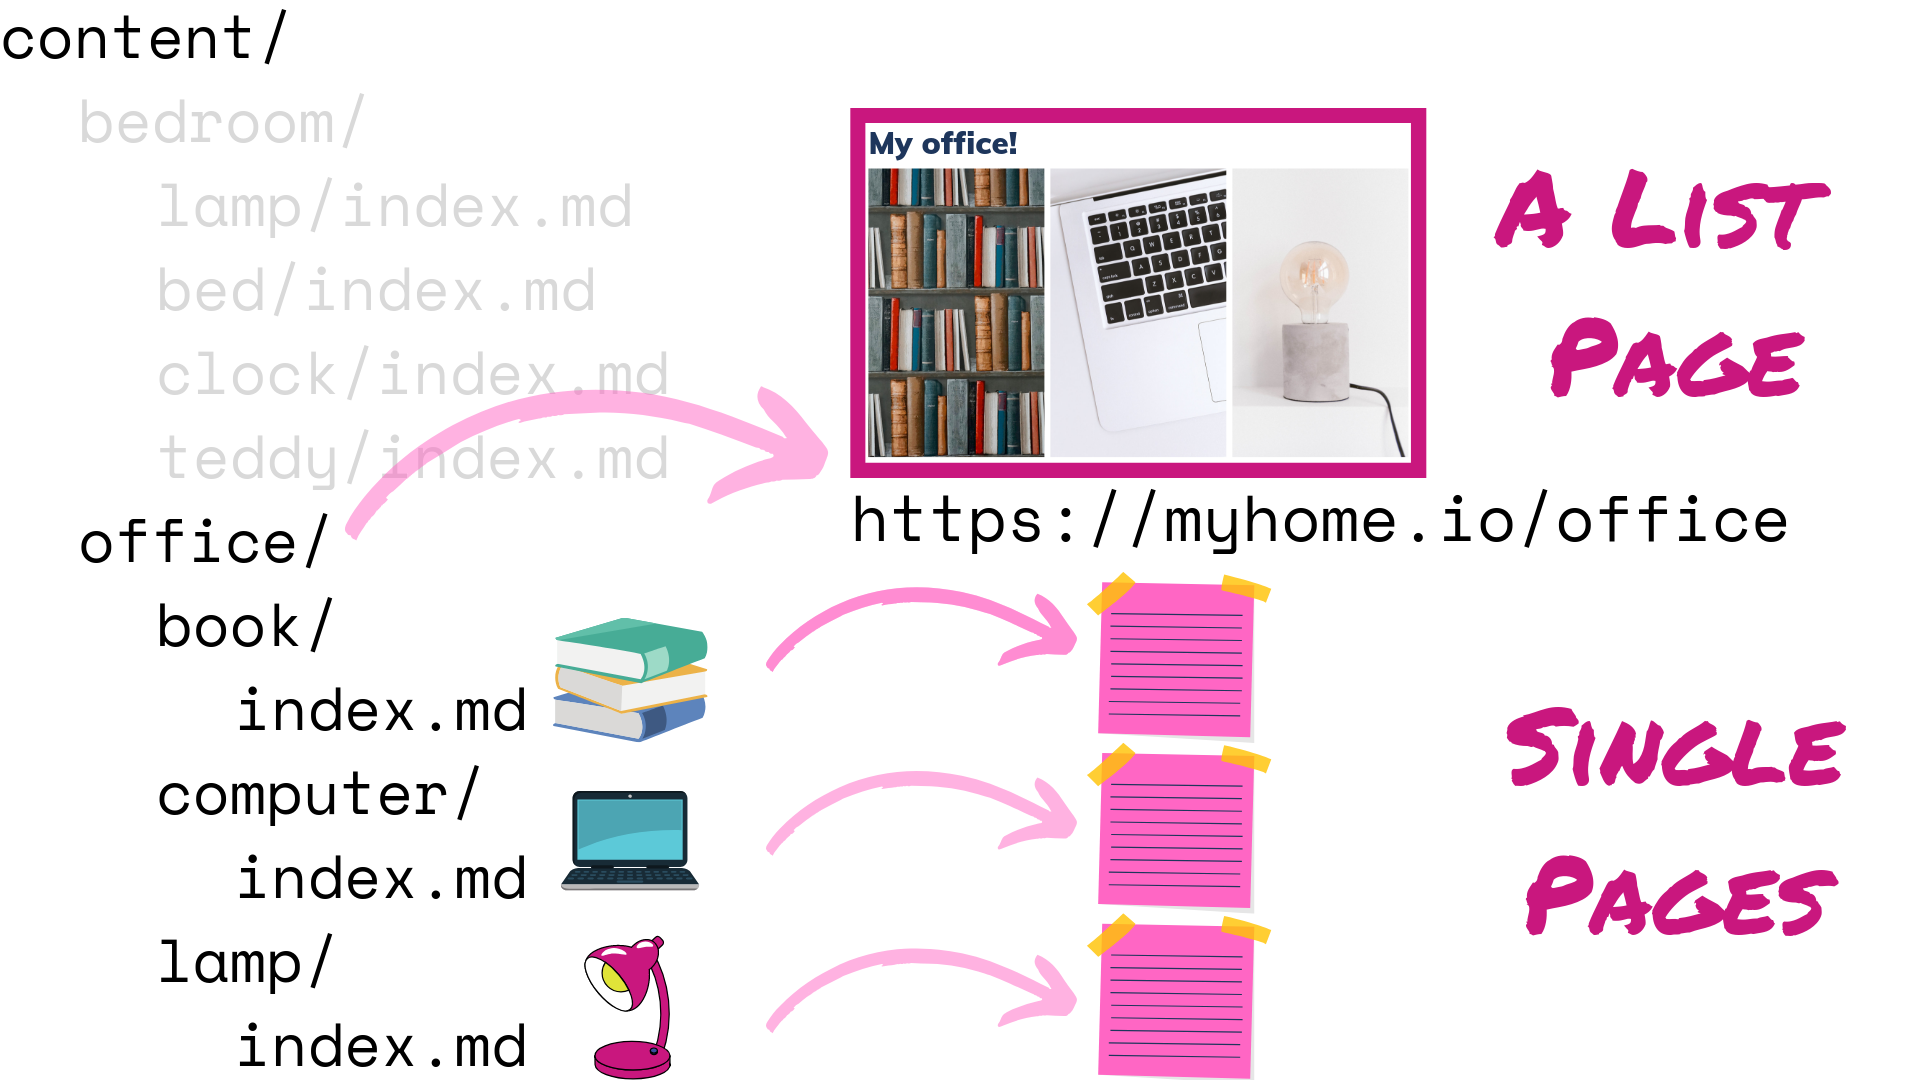 content/
bedroom/
lamp/index.md
bed/index.md
clock/index.md
teddy/index.md
office/
book/
index.md
computer/
index.md
lamp/
index.md
My office!
https://myhome.io/office
A List
Page
Single
Pages